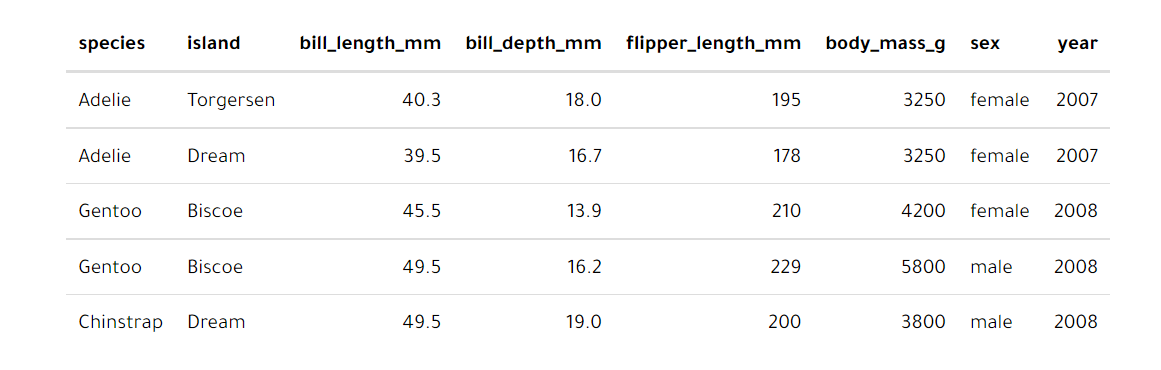 species island bill_length_mm bill_depth_mm flipper_length_mm body_mass_g sex year
Adelie Torgersen 40.3 18.0 195 3250 female 2007
Adelie Dream 39.5 16.7 178 3250 female 2007
Gentoo Biscoe 45.5 13.9 210 4200 female 2008
Gentoo Biscoe 49.5 16.2 229 5800 male 2008
Chinstrap Dream 49.5 19.0 200 3800 male 2008